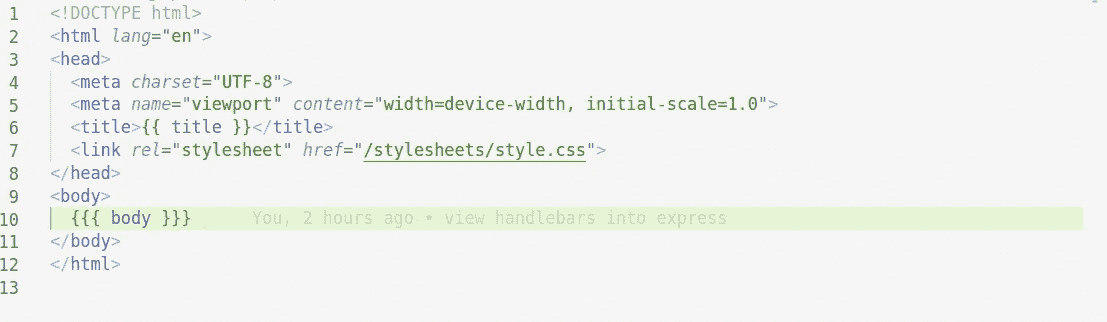 1 <!DOCTYPE html>
2 <html lang="en">
3 <head>
4   <meta charset="UTF-8">
5   <meta name="viewport" content="width=device-width, initial-scale=1.0">
6   <title>{{ title }}</title>
7   <link rel="stylesheet" href="/stylesheets/style.css">
8 </head>
9 <body>
10   {{{ body }}} You, 2 hours ago • view handlebars into express
11 </body>
12 </html>
13